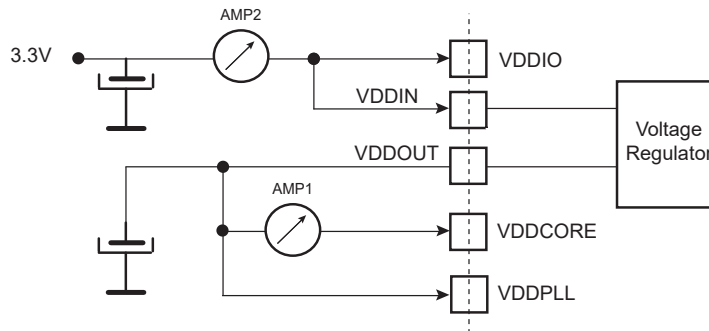 AMP2
3.3V
VDDIO
VDDIN
Voltage
Regulator
VDDOUT
AMP1
VDDCORE
VDDPLL